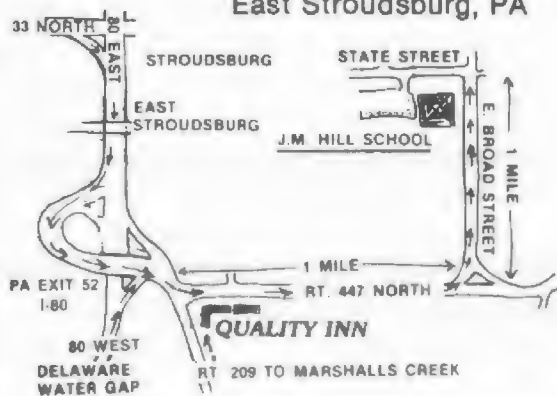 East Stroudsburg, PA
33 NORTH
80 EAST
STROUDSBURG
STATE STREET
EAST
STROUDSBURG
J.M. HILL SCHOOL
E. BROAD STREET
1 MILE
1 MILE
PA EXIT 52
I-80
RT. 447 NORTH
QUALITY INN
80 WEST
DELAWARE
WATER GAP
RT 209 TO MARSHALLS CREEK